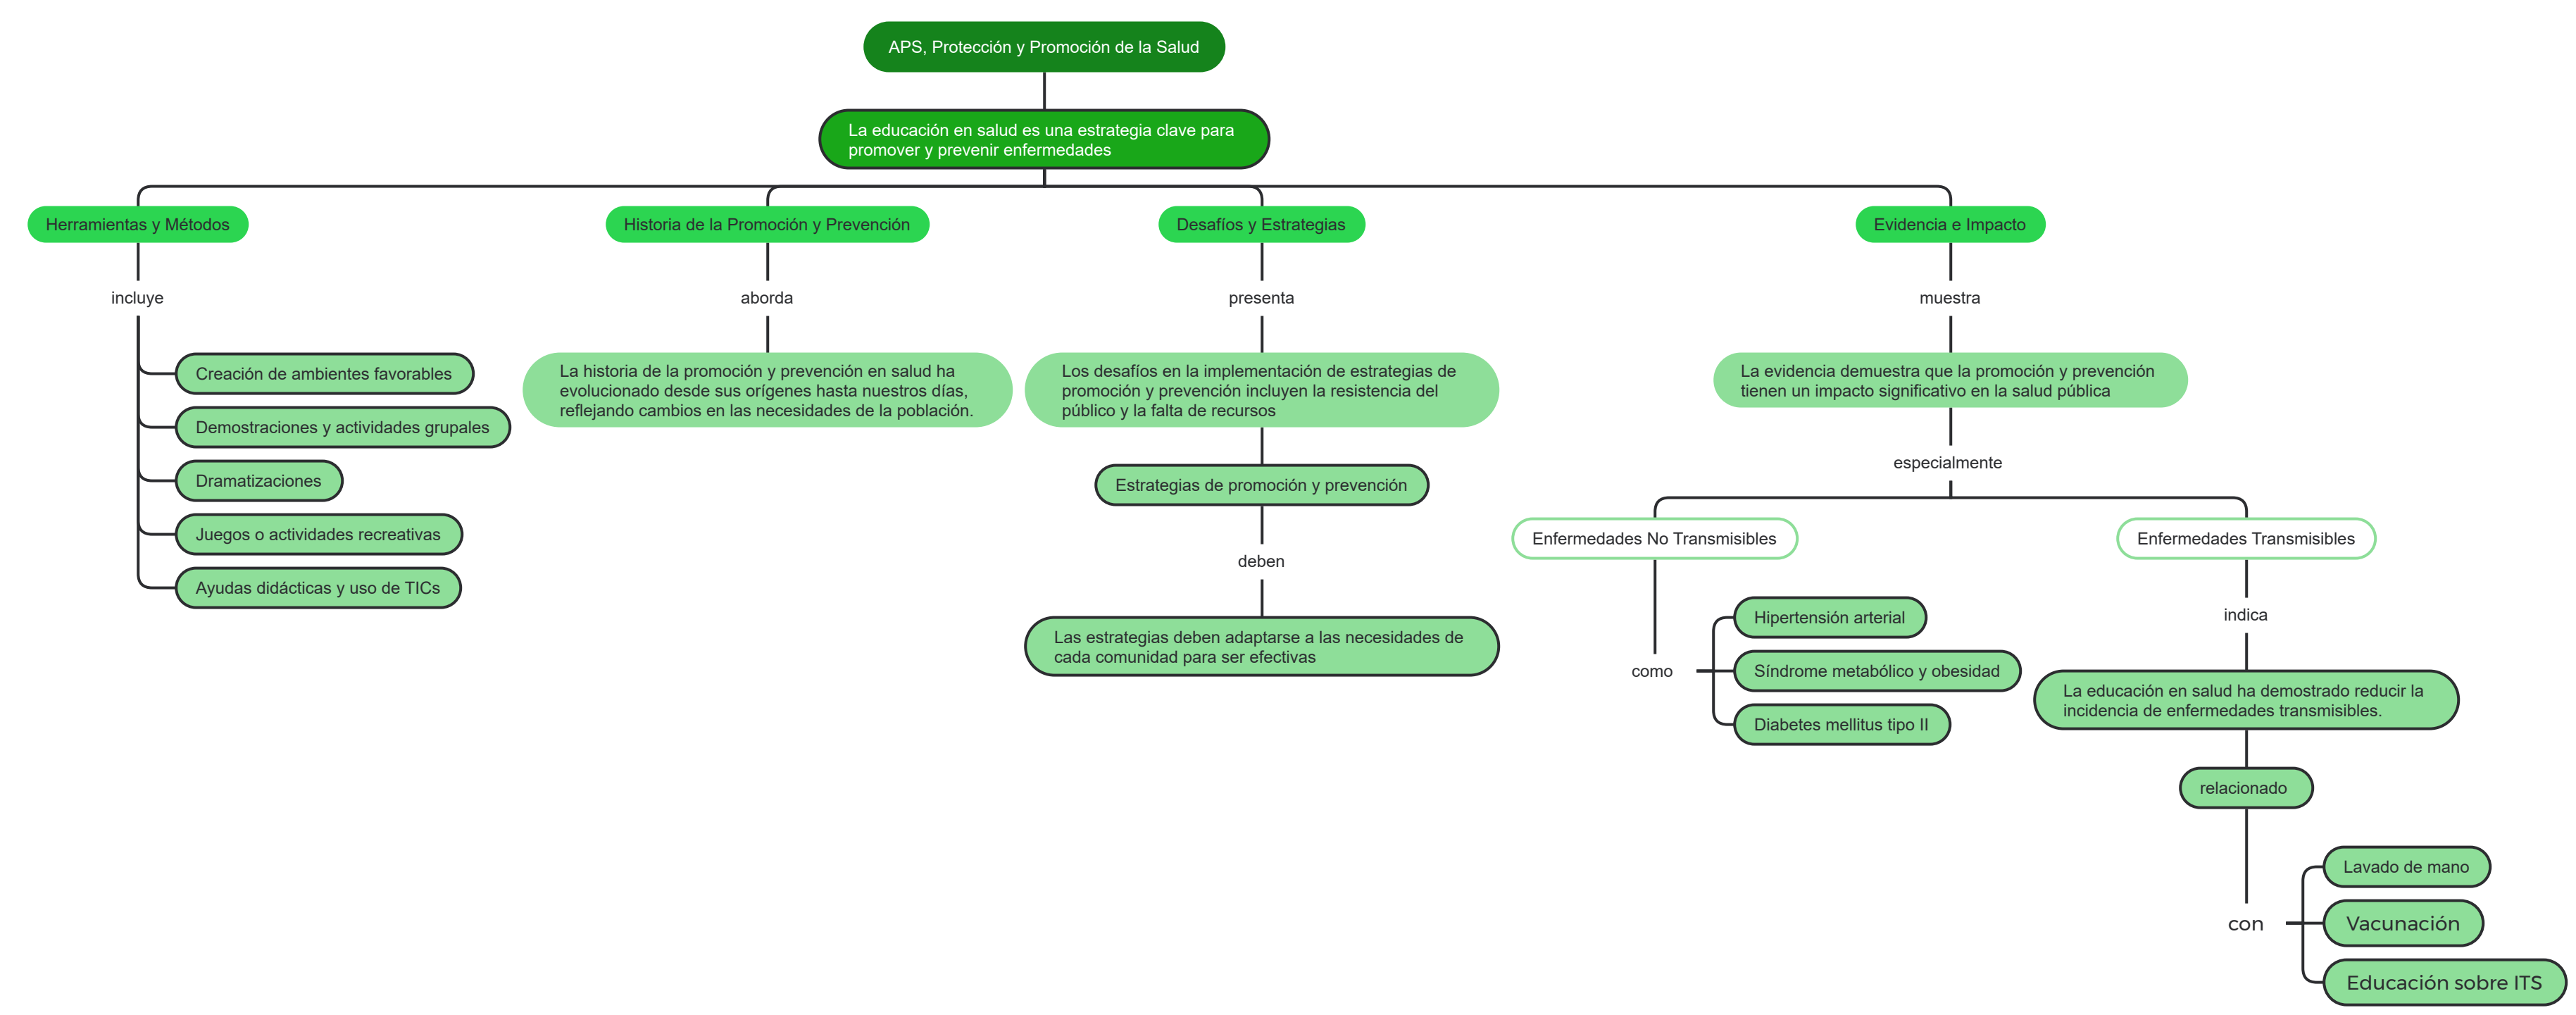 APS, Protección y Promoción de la Salud
La educación en salud es una estrategia clave para
promover y prevenir enfermedades
Herramientas y Métodos
incluye
Creación de ambientes favorables
Demostraciones y actividades grupales
Dramatizaciones
Juegos o actividades recreativas
Ayudas didácticas y uso de TICs
Historia de la Promoción y Prevención
aborda
La historia de la promoción y prevención en salud ha
evolucionado desde sus orígenes hasta nuestros días,
reflejando cambios en las necesidades de la población.
Desafíos y Estrategias
presenta
Los desafíos en la implementación de estrategias de
promoción y prevención incluyen la resistencia del
público y la falta de recursos
Estrategias de promoción y prevención
deben
Las estrategias deben adaptarse a las necesidades de
cada comunidad para ser efectivas
Evidencia e Impacto
muestra
La evidencia demuestra que la promoción y prevención
tienen un impacto significativo en la salud pública
especialmente
Enfermedades No Transmisibles
como
Hipertensión arterial
Síndrome metabólico y obesidad
Diabetes mellitus tipo II
Enfermedades Transmisibles
indica
La educación en salud ha demostrado reducir la
incidencia de enfermedades transmisibles.
relacionado
con
Lavado de mano
Vacunación
Educación sobre ITS